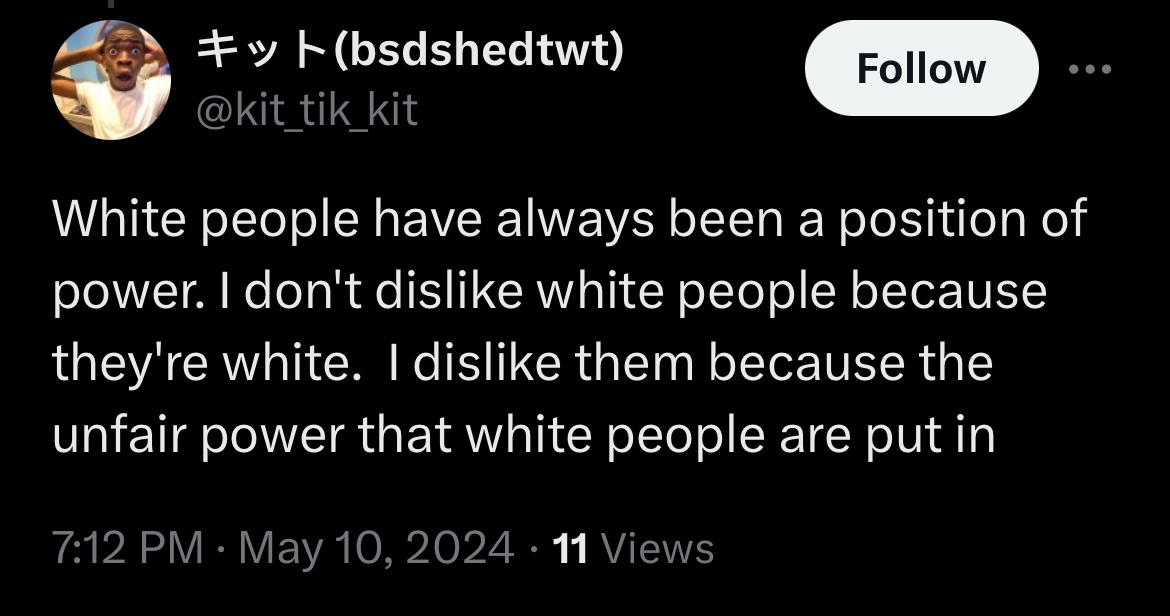 キット(bsdshedtwt)
@kit_tik_kit
Follow
White people have always been a position of
power. I don't dislike white people because
they're white.  I dislike them because the
unfair power that white people are put in
7:12 PM · May 10, 2024 · 11 Views